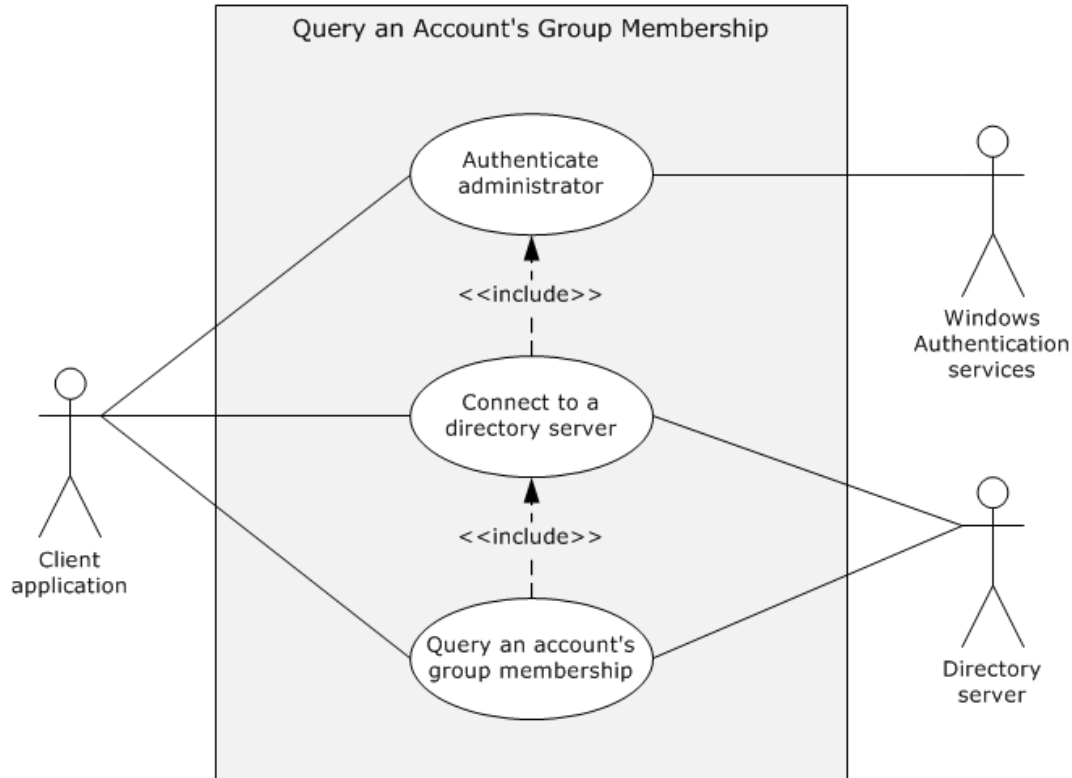 Query an Account's Group Membership
Authenticate
administrator
<<include>>
Windows
Authentication
services
Connect to a
directory server
<<include>>
Client
application
Query an account's
group membership
Directory
server